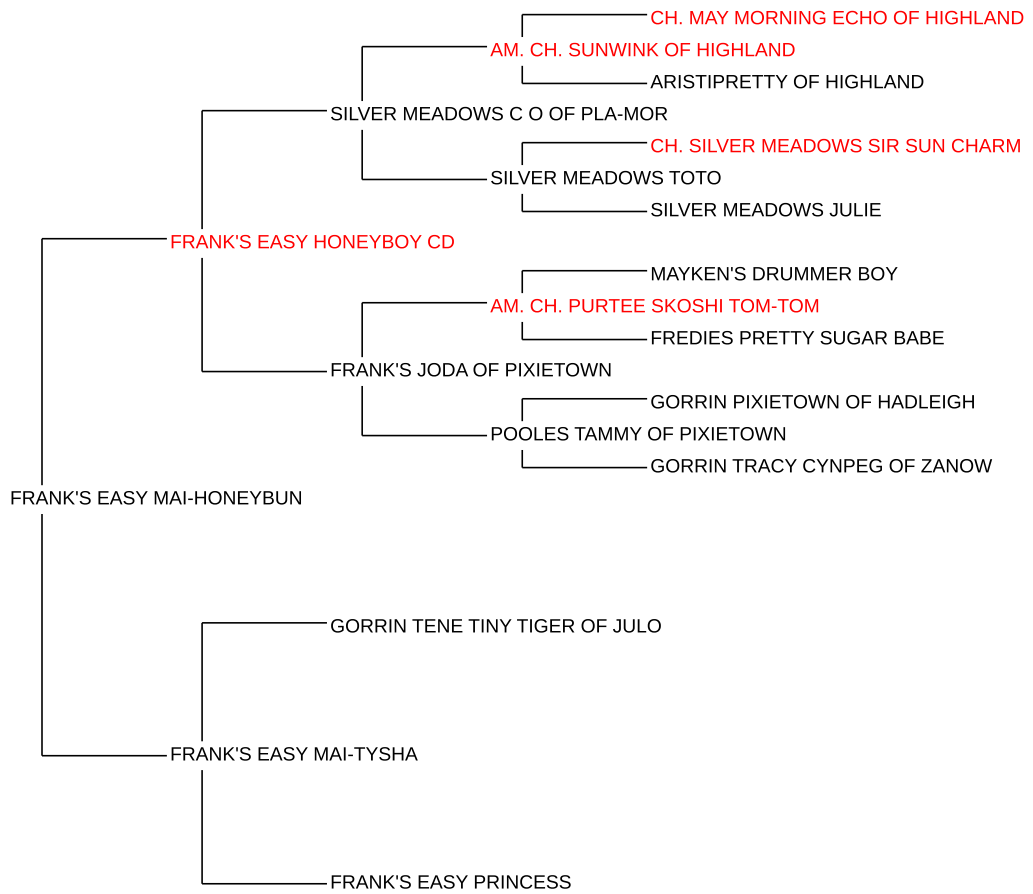 CH. MAY MORNING ECHO OF HIGHLAND
AM. CH. SUNWINK OF HIGHLAND
ARISTIPRETTY OF HIGHLAND
SILVER MEADOWS C O OF PLA-MOR
CH. SILVER MEADOWS SIR SUN CHARM
SILVER MEADOWS TOTO
SILVER MEADOWS JULIE
FRANK'S EASY HONEYBOY CD
MAYKEN'S DRUMMER BOY
AM. CH. PURTEE SKOSHI TOM-TOM
FREDIES PRETTY SUGAR BABE
FRANK'S JODA OF PIXIETOWN
GORRIN PIXIETOWN OF HADLEIGH
POOLES TAMMY OF PIXIETOWN
GORRIN TRACY CYNPEG OF ZANOW
FRANK'S EASY MAI-HONEYBUN
GORRIN TENE TINY TIGER OF JULO
FRANK'S EASY MAI-TYSHA
FRANK'S EASY PRINCESS